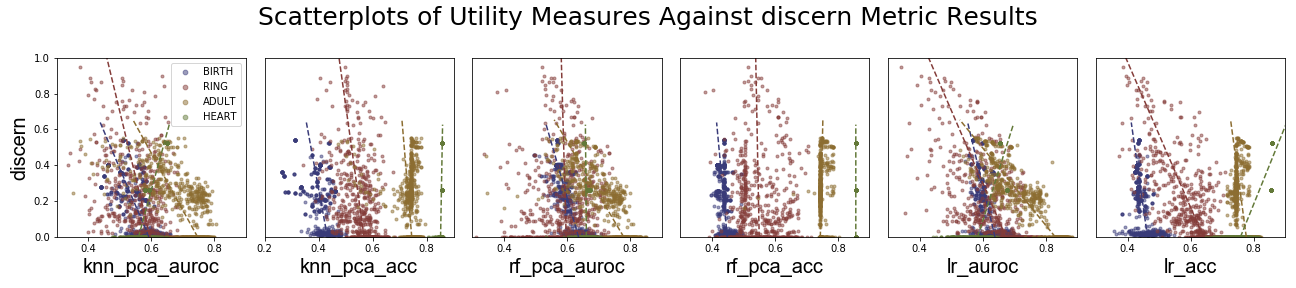 Scatterplots of Utility Measures Against discern Metric Results
discern
1.0
0.8
0.6
0.4
0.2
0.0
BIRTH
RING
ADULT
HEART
0.4 0.6 0.8
knn_pca_auroc
0.2 0.4 0.6 0.8
knn_pca_acc
0.4 0.6 0.8
rf_pca_auroc
0.4 0.6 0.8
rf_pca_acc
0.4 0.6 0.8
lr_auroc
0.4 0.6 0.8
lr_acc